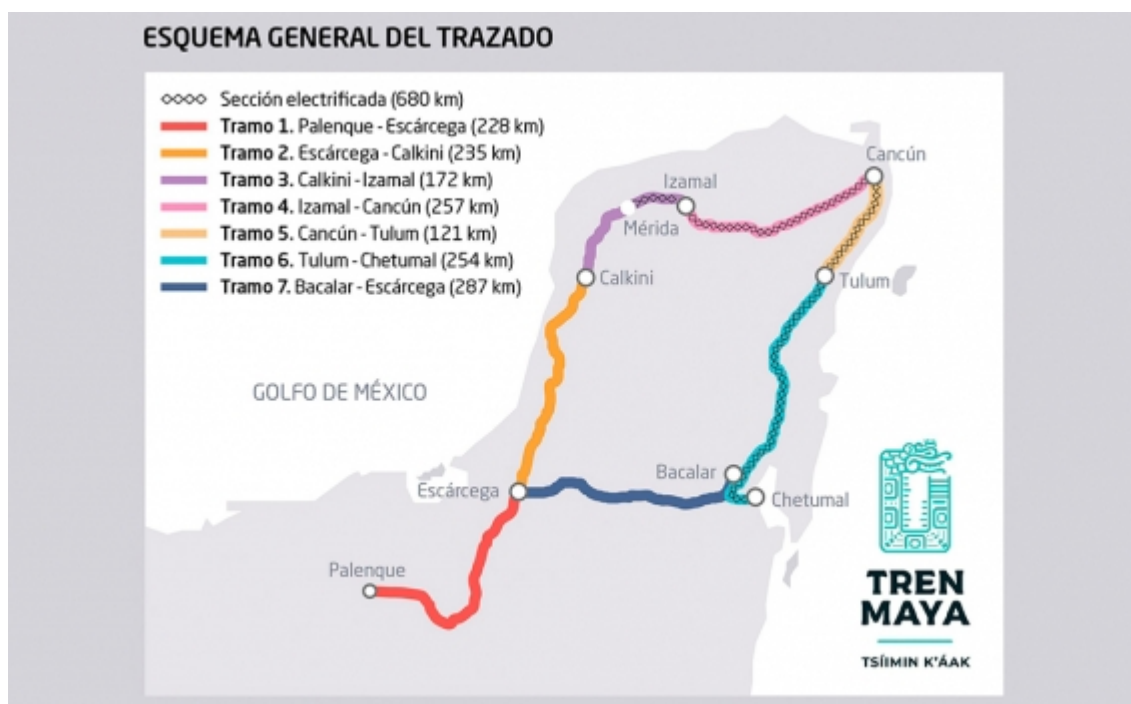 ESQUEMA GENERAL DEL TRAZADO
Sección electrificada (680 km)
Tramo 1. Palenque - Escárcega (228 km)
Tramo 2. Escárcega - Calkini (235 km)
Tramo 3. Calkini - Izamal (172 km)
Tramo 4. Izamal - Cancún (257 km)
Tramo 5. Cancún - Tulum (121 km)
Tramo 6. Tulum - Chetumal (254 km)
Tramo 7. Bacalar - Escárcega (287 km)
Cancún
Izamal
Mérida
Calkini
Tulum
GOLFO DE MÉXICO
Bacalar
Escárcega
Chetumal
Palenque
TREN
MAYA
TSÍIMIN K'ÁAK